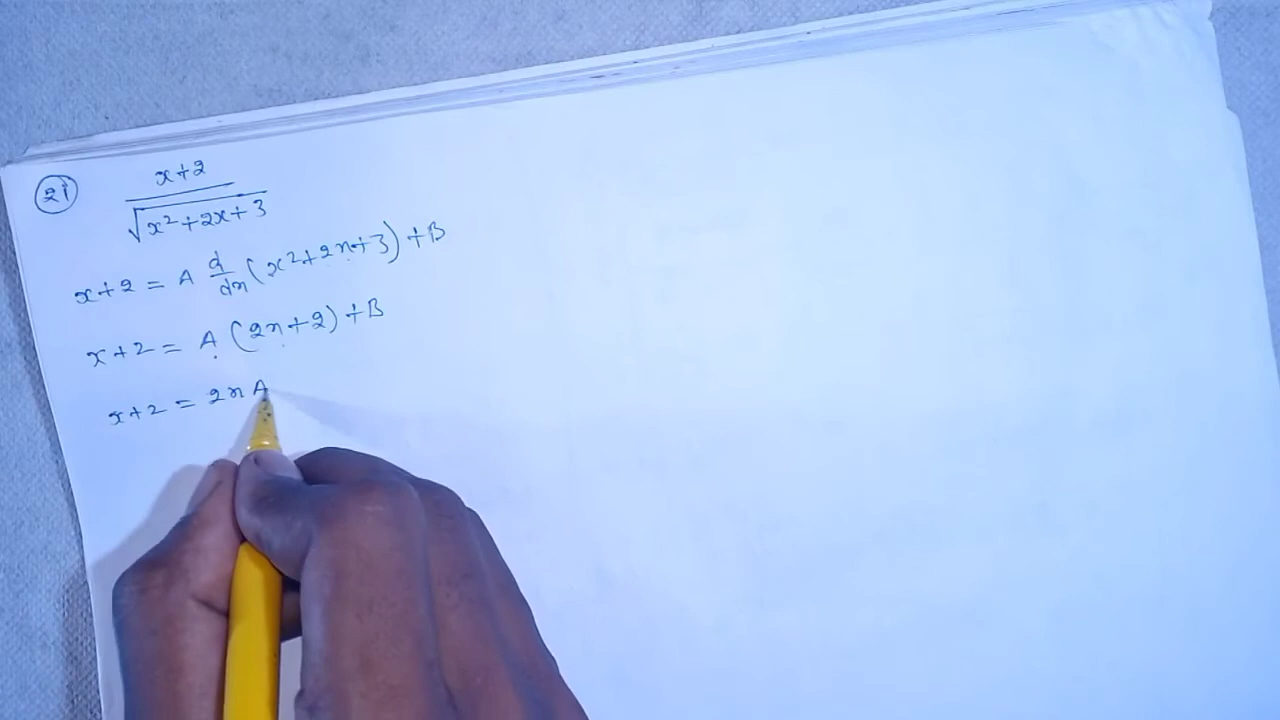 21 x+2
√x²+2x+3
x+2 = A d/dx (x²+2x+3) + B
x+2 = A (2x+2) + B
x+2 = 2x A